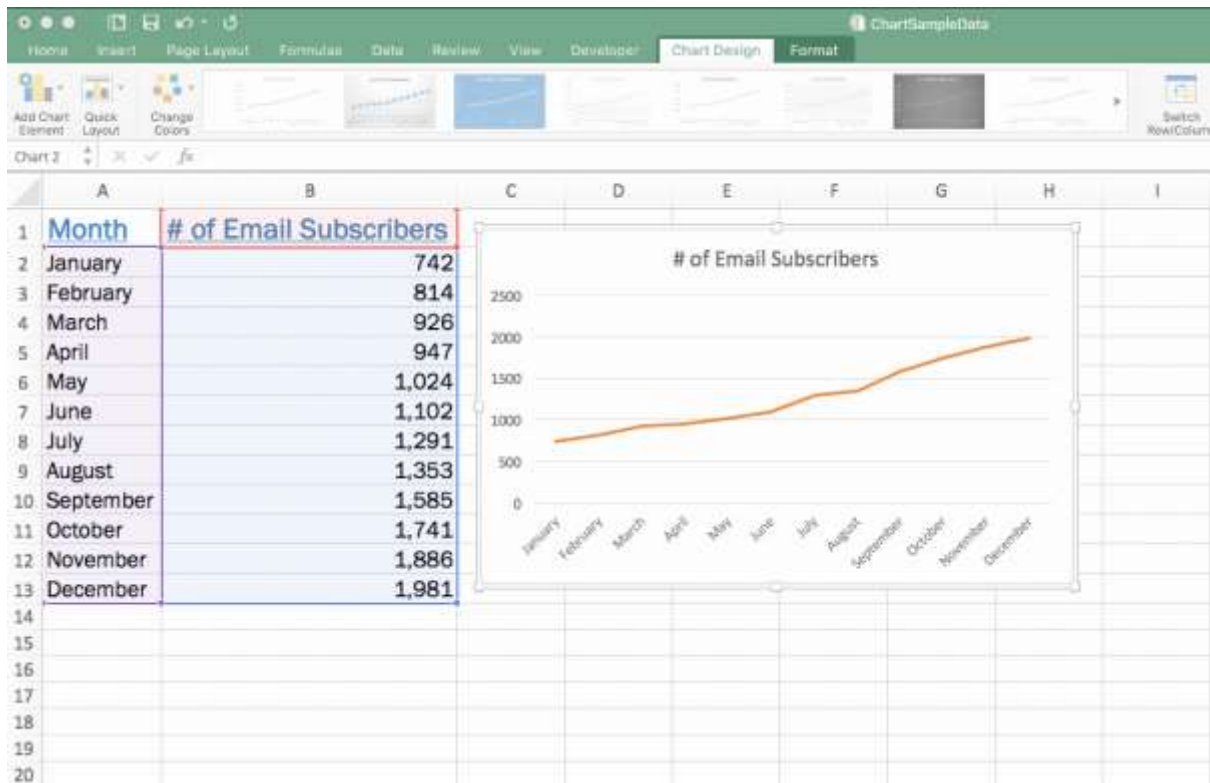 ChartSampleData
Home Insert Page Layout Formulas Data Review View Developer Chart Design Format
Add Chart Element
Quick Layout
Change Colors
Switch Row/Column
Chart 2 fx
A B C D E F G H I
1 Month # of Email Subscribers
2 January 742
3 February 814
4 March 926
5 April 947
6 May 1,024
7 June 1,102
8 July 1,291
9 August 1,353
10 September 1,585
11 October 1,741
12 November 1,886
13 December 1,981
14
15
16
17
18
19
20
# of Email Subscribers
2500
2000
1500
1000
500
0
January February March April May June July August September October November December